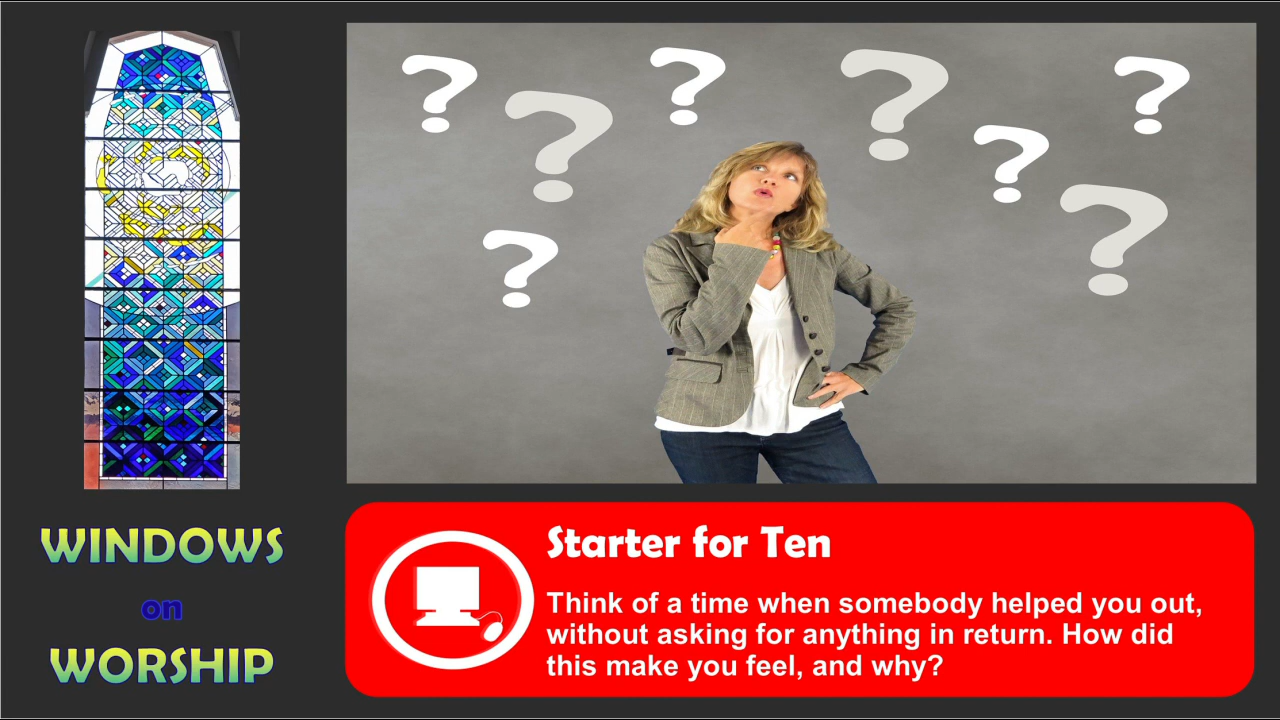 WINDOWS
on
WORSHIP
? ? ? ? ? ? ? ? ?
Starter for Ten
Think of a time when somebody helped you out,
without asking for anything in return. How did
this make you feel, and why?